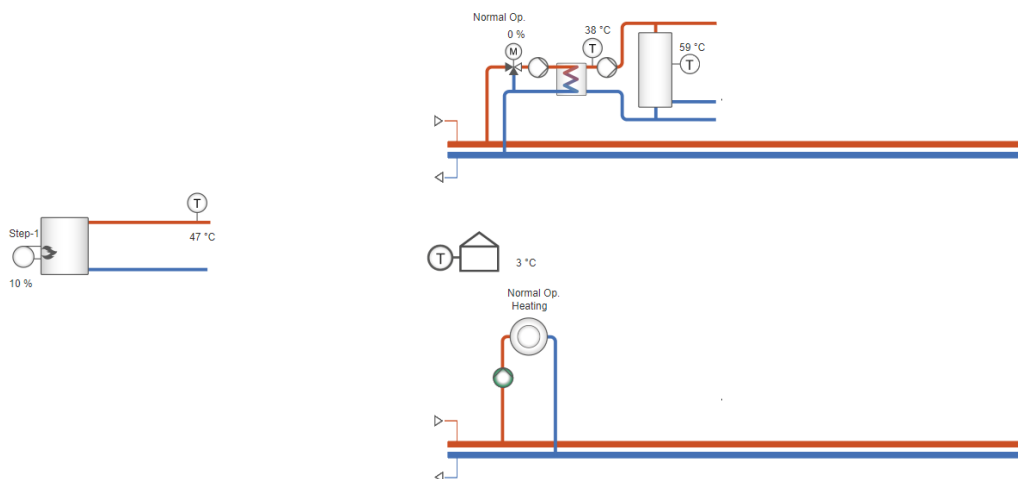 Normal Op.
0 %
M
38 °C
T
59 °C
T
T
47 °C
Step-1
10 %
T
3 °C
Normal Op.
Heating